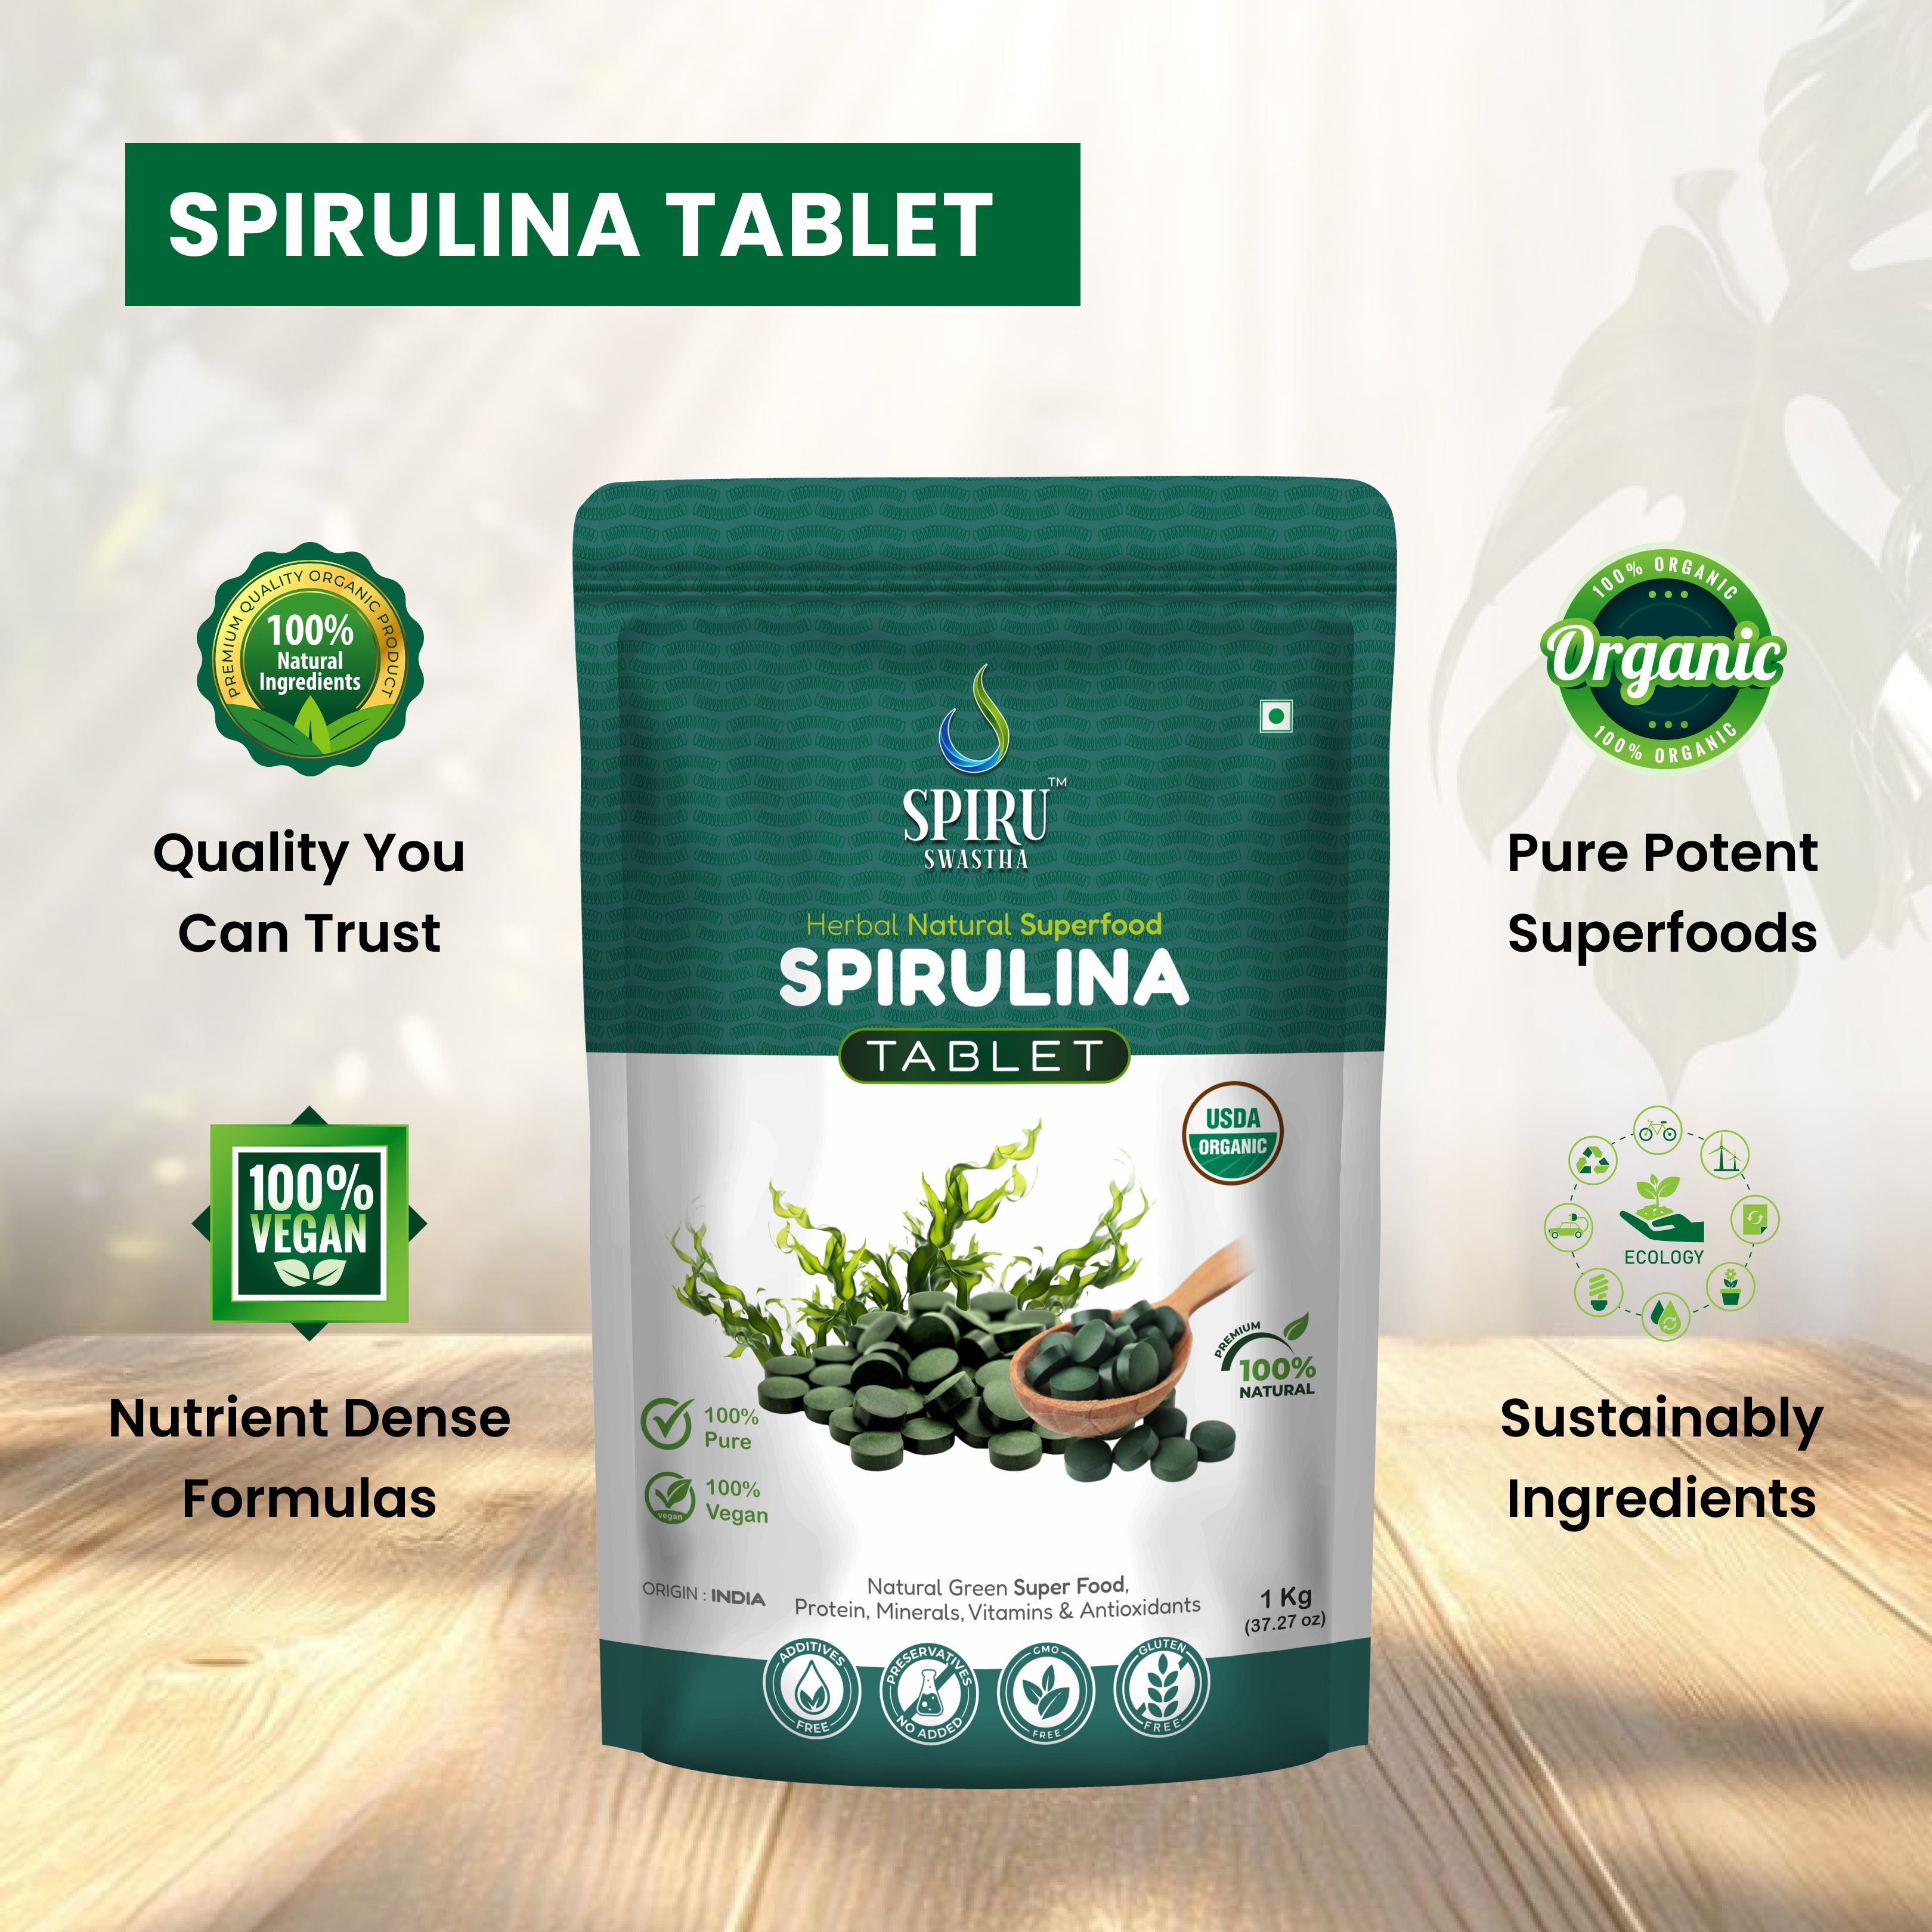 SPIRULINA TABLET
PREMIUM QUALITY ORGANIC PRODUCT
100%
Natural
Ingredients
Quality You
Can Trust
100%
VEGAN
Nutrient Dense
Formulas
SPIRU™
SWASTHA
Herbal Natural Superfood
SPIRULINA
TABLET
USDA
ORGANIC
PREMIUM
100%
NATURAL
100%
Pure
vegan
100%
Vegan
ORIGIN : INDIA
Natural Green Super Food,
Protein, Minerals, Vitamins & Antioxidants
1 Kg
(37.27 oz)
ADDITIVES
FREE
PRESERVATIVES
NO ADDED
GMO
FREE
GLUTEN
FREE
100% ORGANIC
Organic
100% ORGANIC
Pure Potent
Superfoods
ECOLOGY
Sustainably
Ingredients